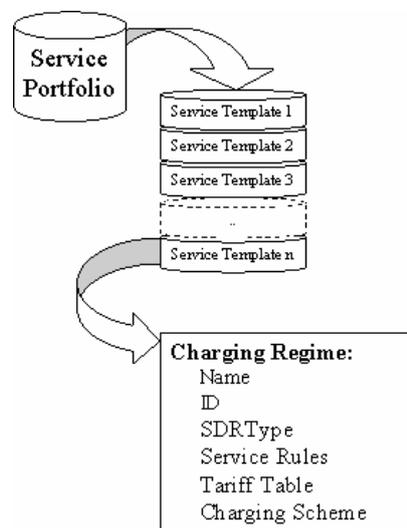 Service
Portfolio
Service Template 1
Service Template 2
Service Template 3
..
Service Template n
Charging Regime:
Name
ID
SDRType
Service Rules
Tariff Table
Charging Scheme